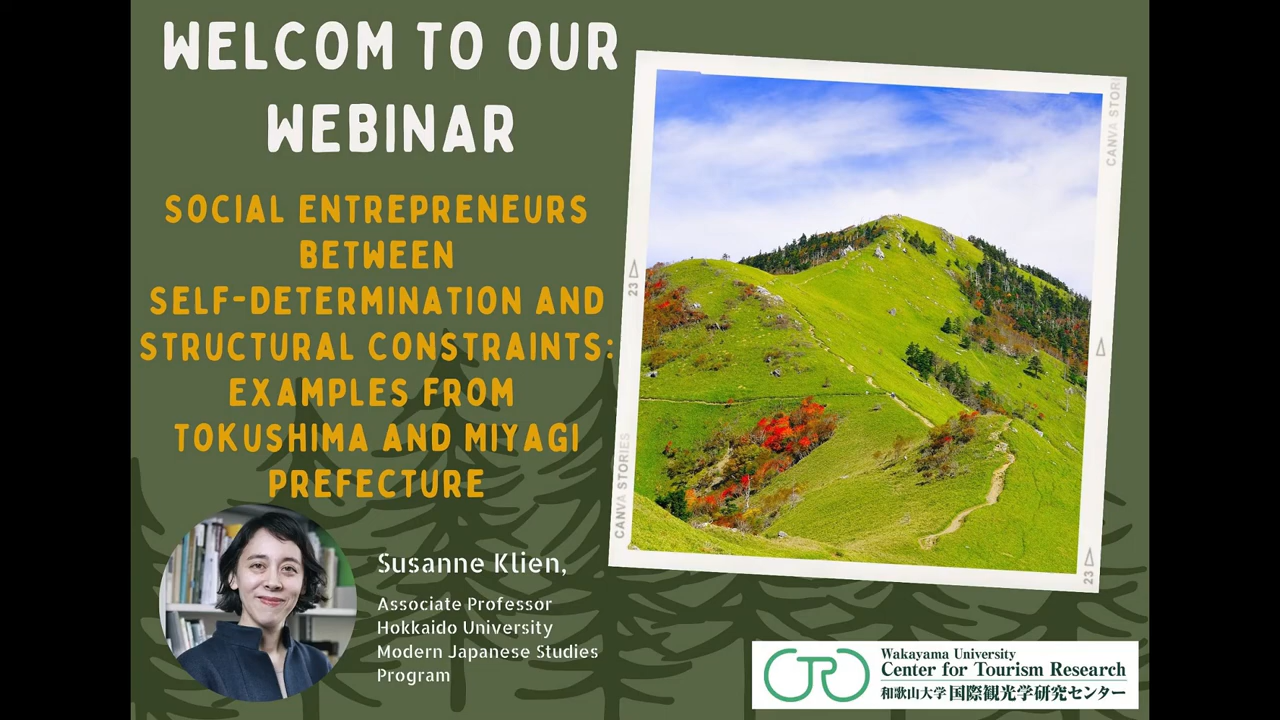 WELCOM TO OUR
WEBINAR
SOCIAL ENTREPRENEURS
BETWEEN
SELF-DETERMINATION AND
STRUCTURAL CONSTRAINTS:
EXAMPLES FROM
TOKUSHIMA AND MIYAGI
PREFECTURE
Susanne Klien,
Associate Professor
Hokkaido University
Modern Japanese Studies
Program
CANVA STORIES
23
CANVA STORI
23
Wakayama University
Center for Tourism Research
和歌山大学 国際観光学研究センター